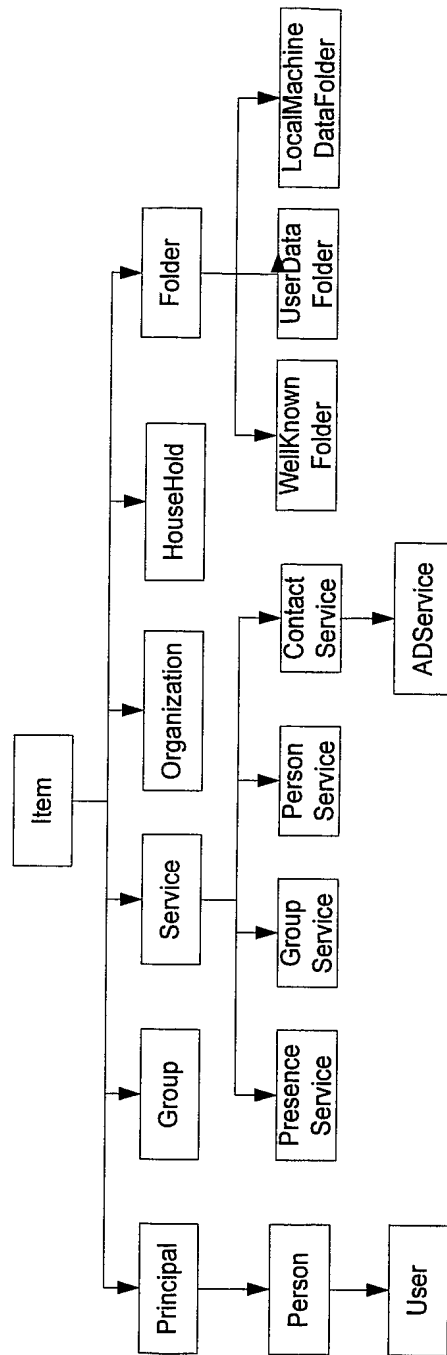 Item
Principal
Group
Service
Organization
HouseHold
Folder
Person
Presence
Service
Group
Service
Person
Service
Contact
Service
WellKnown
Folder
UserData
Folder
LocalMachine
DataFolder
User
ADService